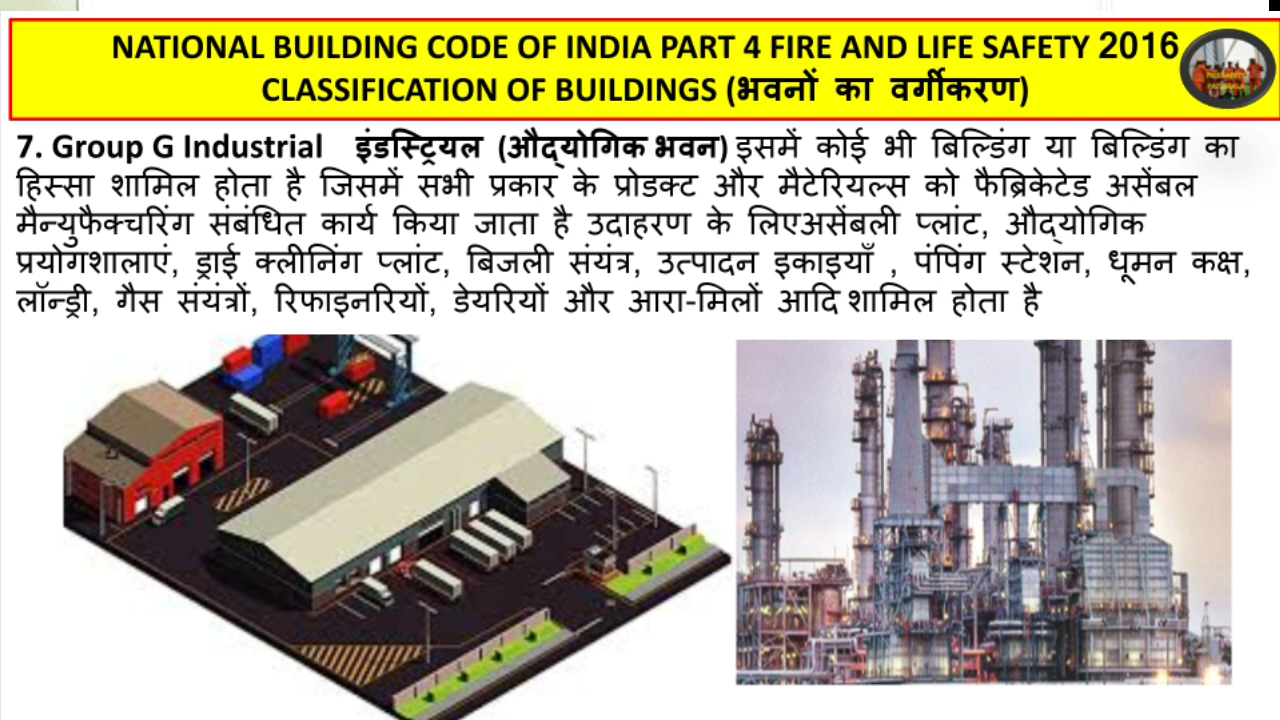 NATIONAL BUILDING CODE OF INDIA PART 4 FIRE AND LIFE SAFETY 2016
CLASSIFICATION OF BUILDINGS (भवनों का वर्गीकरण)
7. Group G Industrial इंडस्ट्रियल (औद्योगिक भवन) इसमें कोई भी बिल्डिंग या बिल्डिंग का
हिस्सा शामिल होता है जिसमें सभी प्रकार के प्रोडक्ट और मैटेरियल्स को फैब्रिकेटेड असेंबल
मैन्युफैक्चरिंग संबंधित कार्य किया जाता है उदाहरण के लिएअसेंबली प्लांट, औद्योगिक
प्रयोगशालाएं, ड्राई क्लीनिंग प्लांट, बिजली संयंत्र, उत्पादन इकाइयाँ , पंपिंग स्टेशन, धूमन कक्ष,
लॉन्ड्री, गैस संयंत्रों, रिफाइनरियों, डेयरियों और आरा-मिलों आदि शामिल होता है